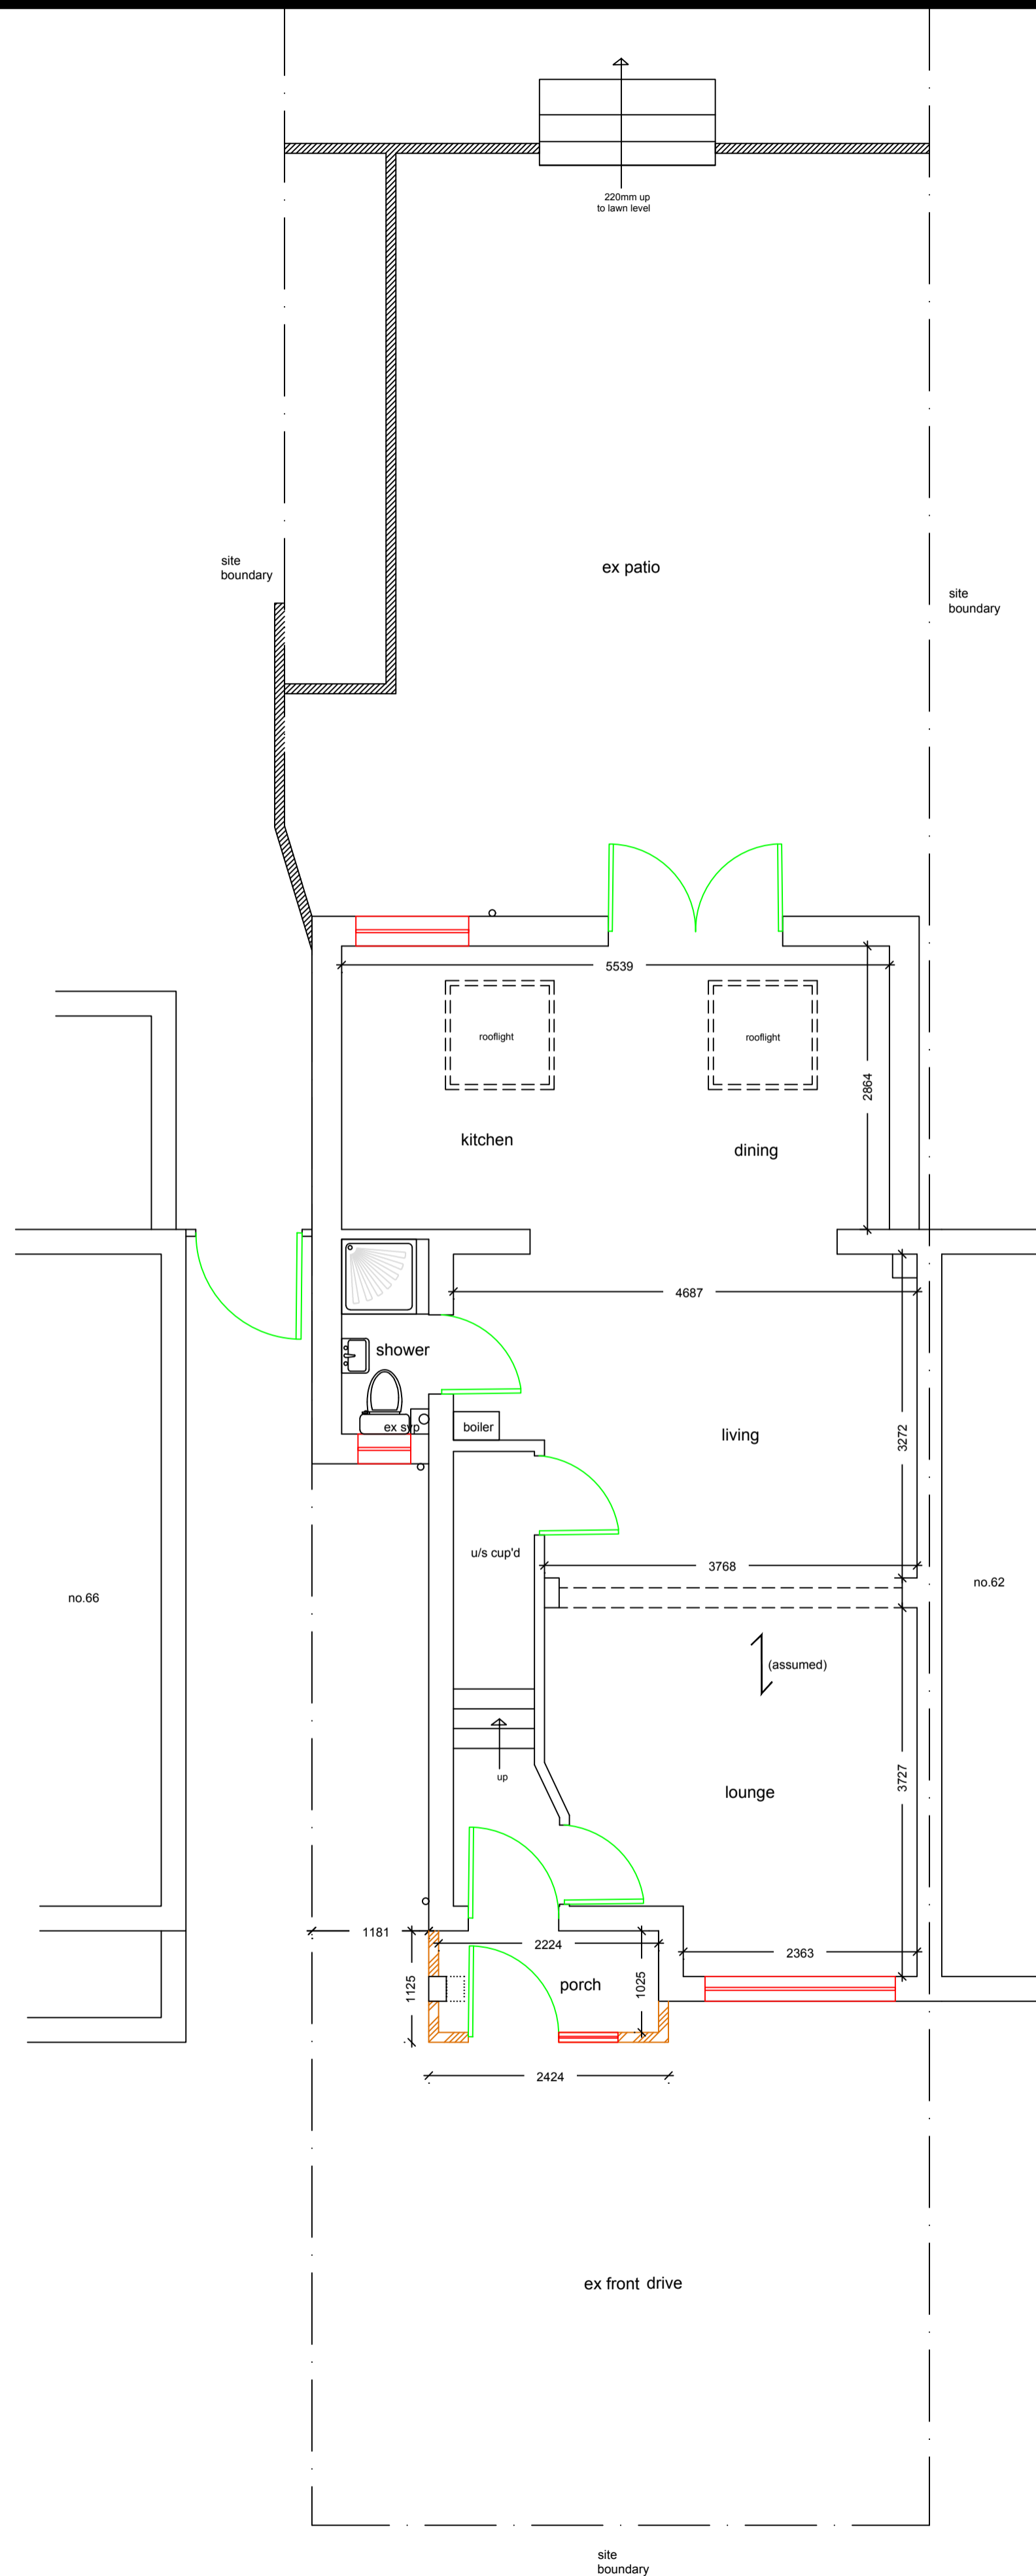 220mm up
to lawn level
site
boundary
ex patio
site
boundary
5539
rooflight
rooflight
2864
kitchen
dining
4687
shower
ex svp
boiler
living
3272
u/s cup'd
3768
no.66
no.62
(assumed)
up
lounge
3727
1181
2224
2363
1125
porch
1025
2424
ex front drive
site
boundary